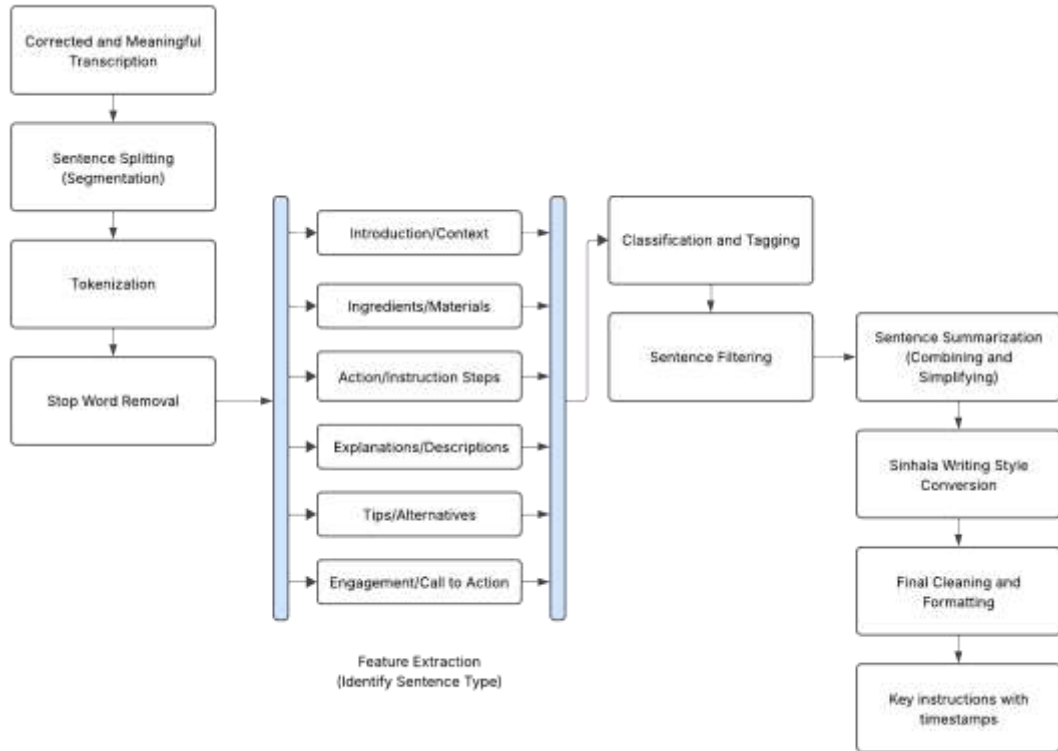 Corrected and Meaningful
Transcription
Sentence Splitting
(Segmentation)
Tokenization
Stop Word Removal
Introduction/Context
Ingredients/Materials
Action/Instruction Steps
Explanations/Descriptions
Tips/Alternatives
Engagement/Call to Action
Feature Extraction
(Identify Sentence Type)
Classification and Tagging
Sentence Filtering
Sentence Summarization
(Combining and
Simplifying)
Sinhala Writing Style
Conversion
Final Cleaning and
Formatting
Key instructions with
timestamps